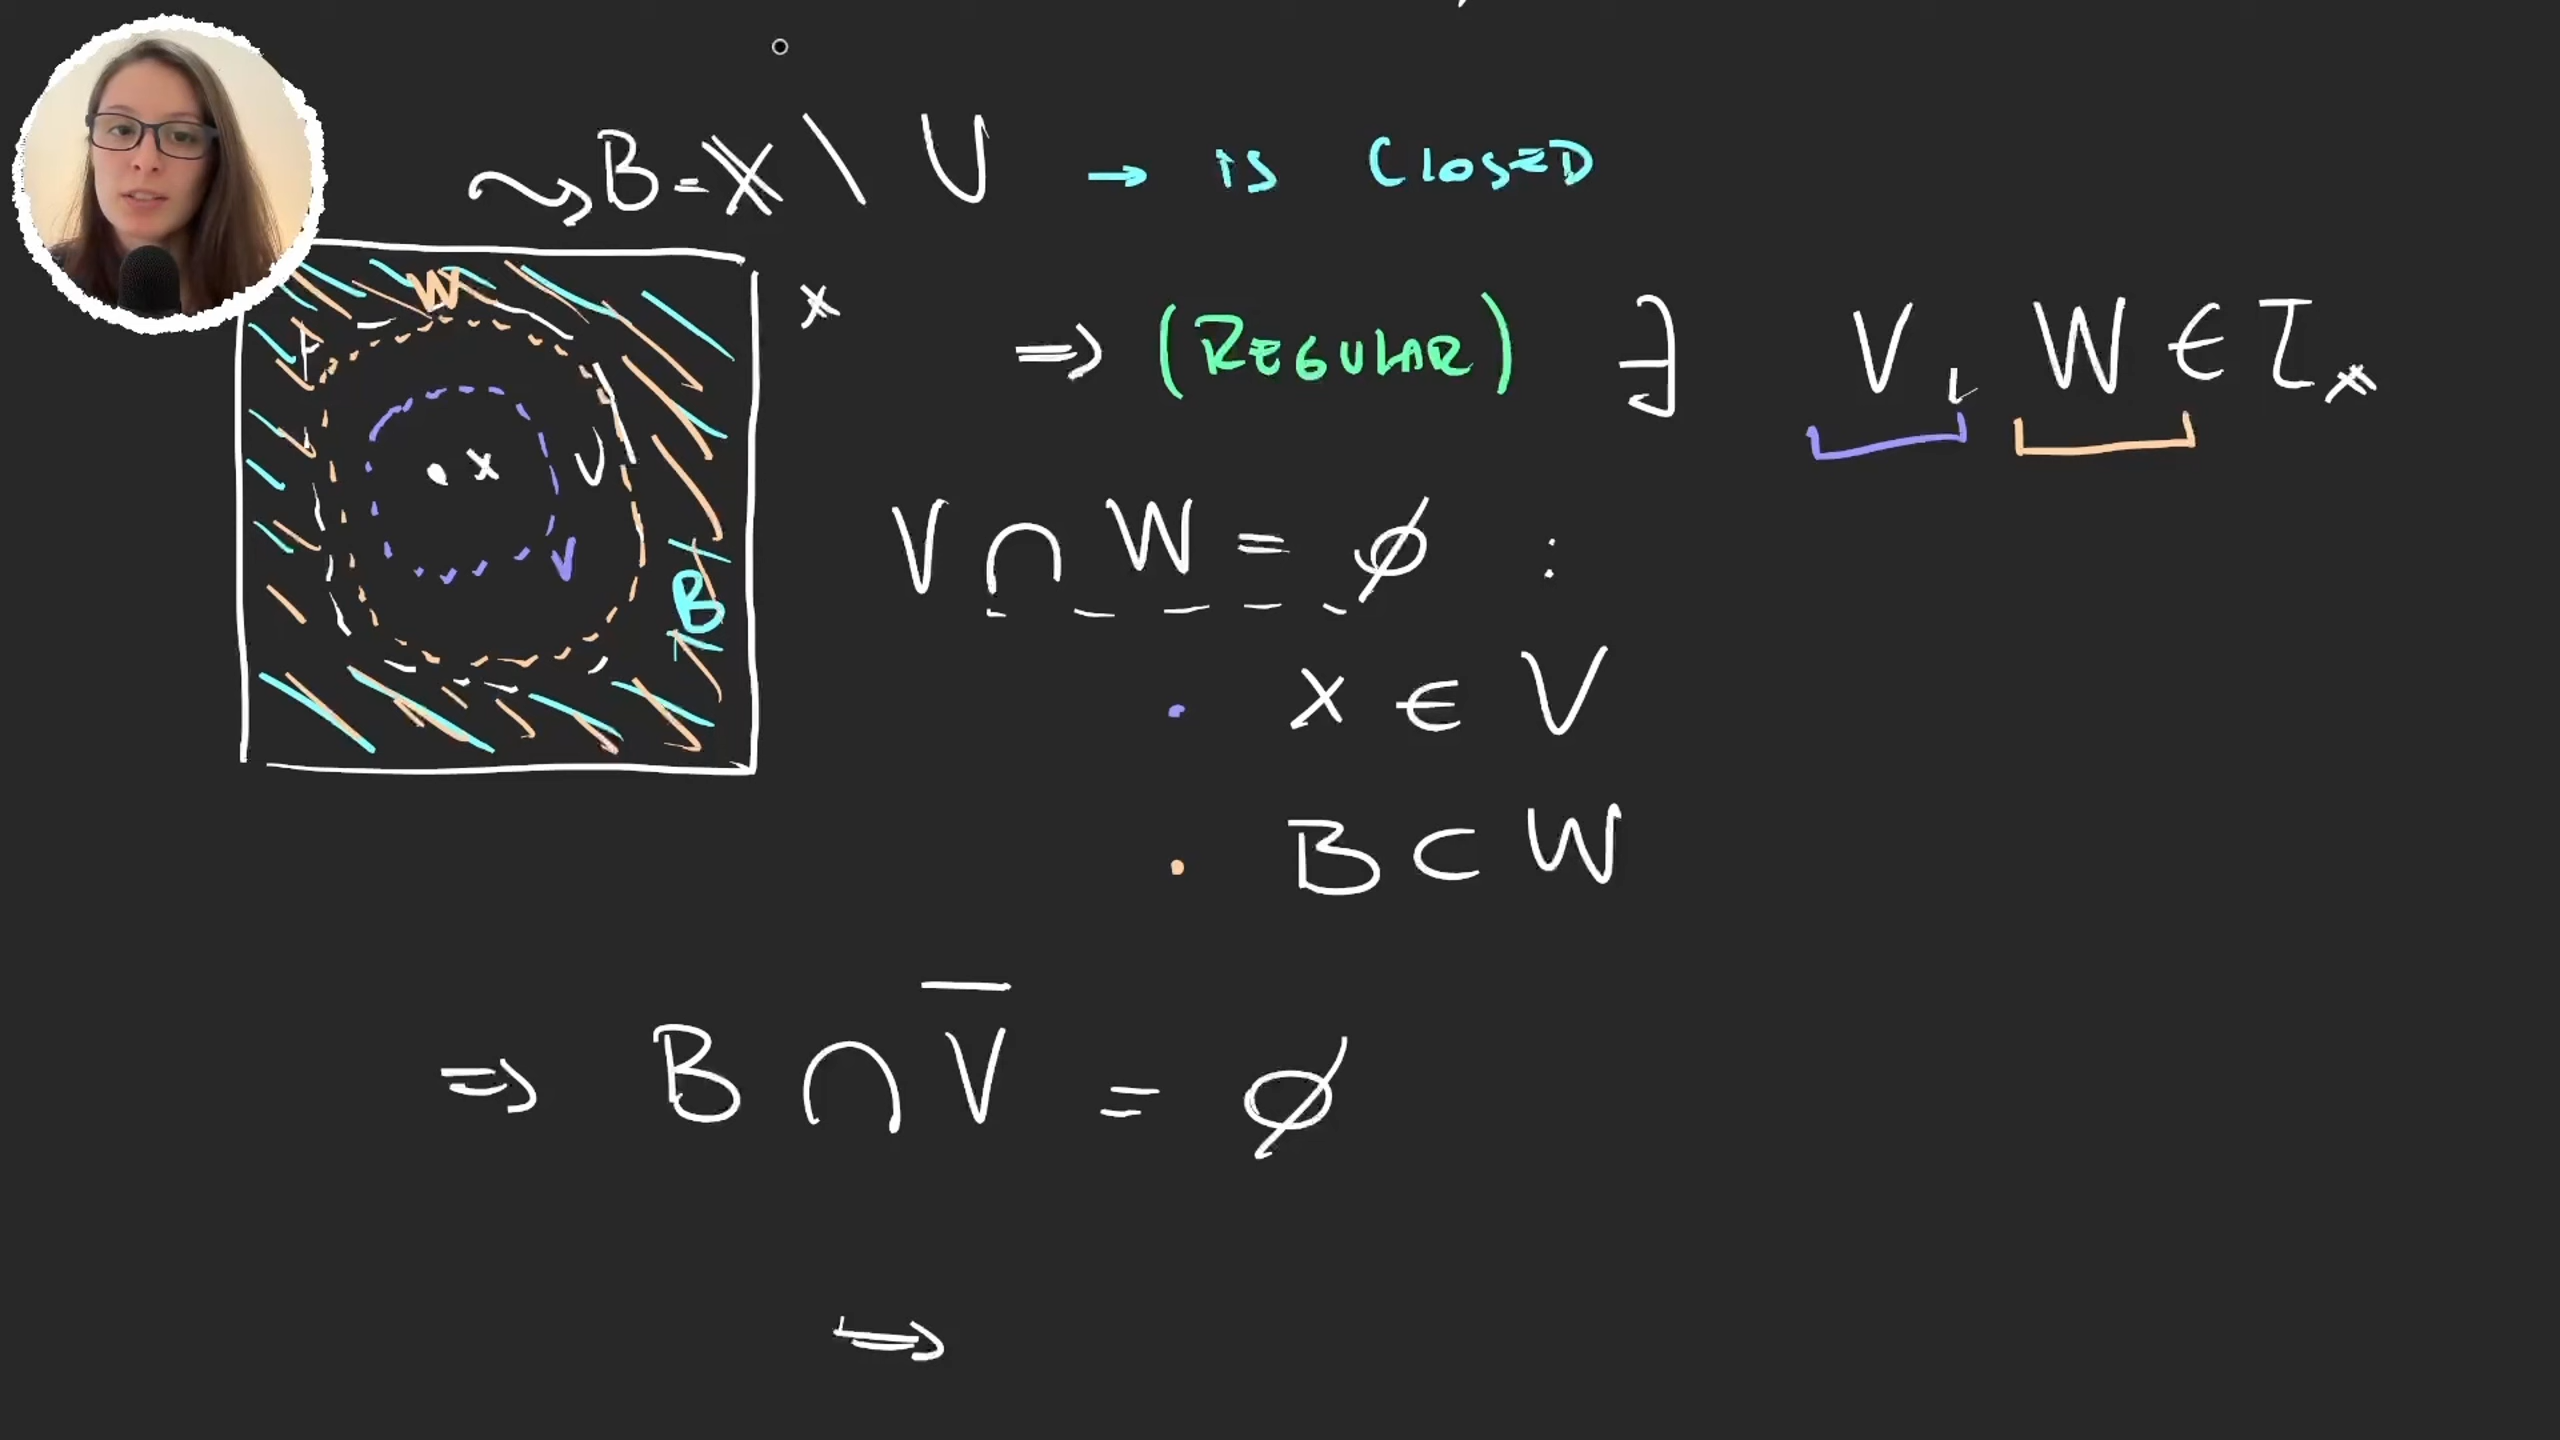 B = X \ U → is CLOSED
W
x
⇒ (REGULAR) ∃ V, W ∈ τ_x
. x
U
V
B
V ∩ W = ∅ :
• x ∈ V
• B ⊂ W
⇒ B ∩ V̅ = ∅
⇒